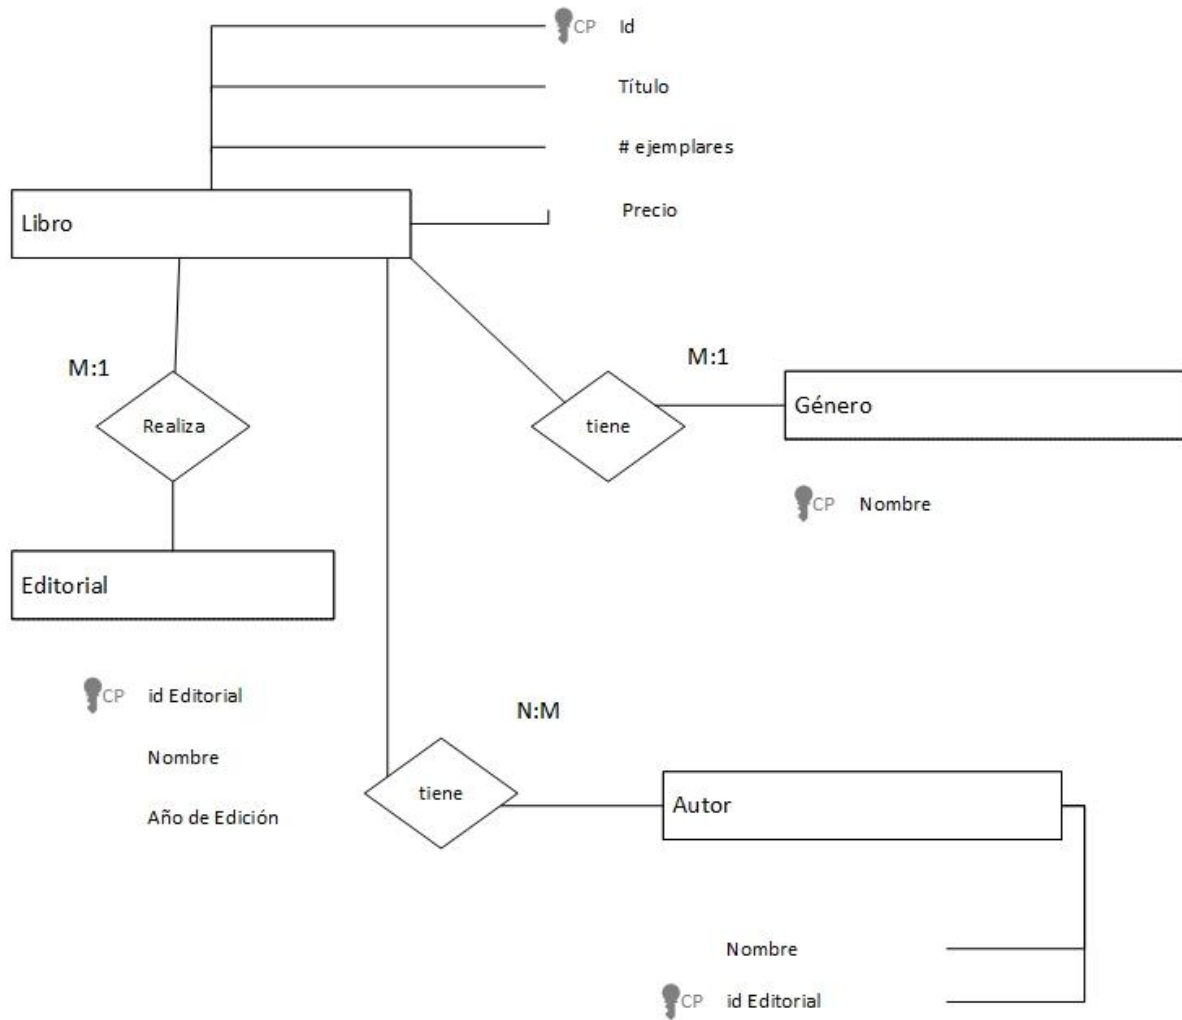 CP Id
Título
# ejemplares
Precio
Libro
M:1
M:1
Realiza
tiene
Género
CP Nombre
Editorial
CP id Editorial
Nombre
Año de Edición
N:M
tiene
Autor
Nombre
CP id Editorial